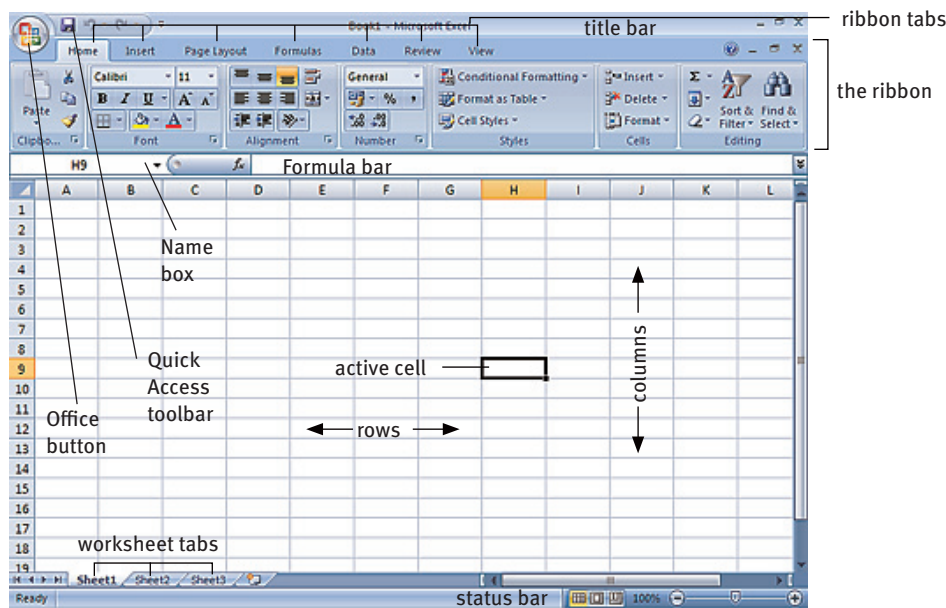 Book1 - Microsoft Excel
title bar
ribbon tabs
Home Insert Page Layout Formulas Data Review View
the ribbon
Paste
Calibri 11
B I U A A
A
General
% ,
Conditional Formatting
Format as Table
Cell Styles
Insert
Delete
Format
Σ
Sort & Filter
Find & Select
Clipbo... Font Alignment Number Styles Cells Editing
H9 fx Formula bar
A B C D E F G H I J K L
1
2
3
Name
box
4
5
6
7
8
9
10
11
12
13
14
15
16
17
18
19
columns
active cell
rows
Quick
Access
toolbar
Office
button
worksheet tabs
Sheet1 Sheet2 Sheet3
Ready
status bar
100%